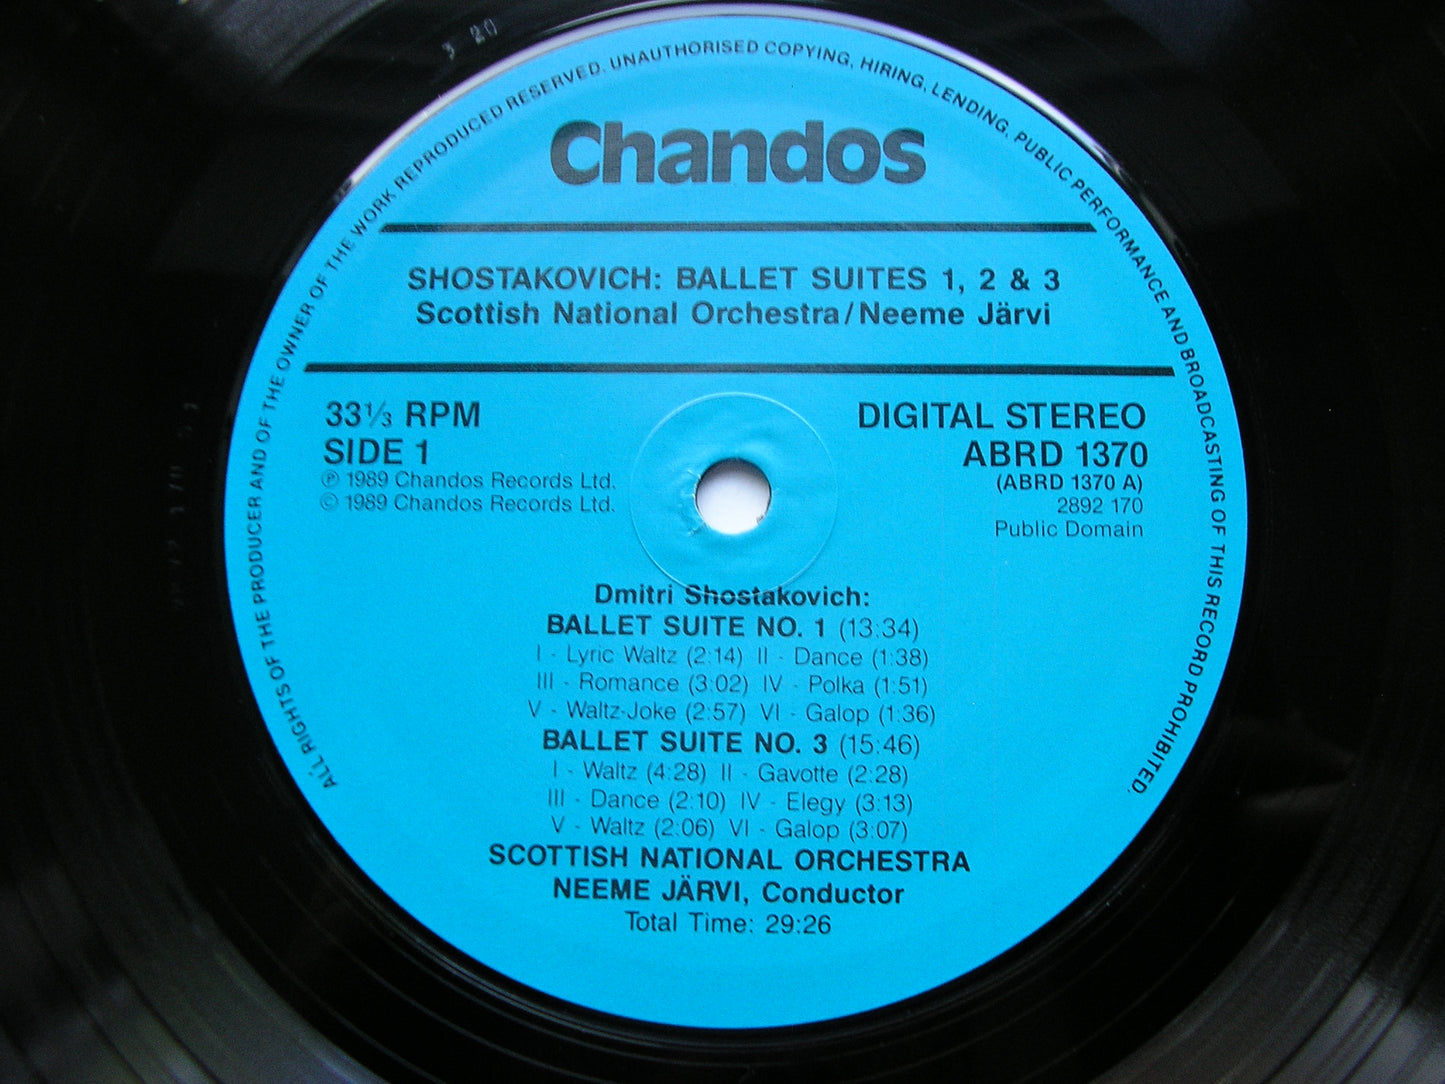 ALL RIGHTS OF THE PRODUCER AND OF THE OWNER OF THE WORK REPRODUCED RESERVED. UNAUTHORISED COPYING, HIRING, LENDING, PUBLIC PERFORMANCE AND BROADCASTING OF THIS RECORD PROHIBITED.
Chandos
SHOSTAKOVICH: BALLET SUITES 1, 2 & 3
Scottish National Orchestra/Neeme Järvi
33⅓ RPM
SIDE 1
℗ 1989 Chandos Records Ltd.
© 1989 Chandos Records Ltd.
DIGITAL STEREO
ABRD 1370
(ABRD 1370 A)
2892 170
Public Domain
Dmitri Shostakovich:
BALLET SUITE NO. 1 (13:34)
I - Lyric Waltz (2:14) II - Dance (1:38)
III - Romance (3:02) IV - Polka (1:51)
V - Waltz-Joke (2:57) VI - Galop (1:36)
BALLET SUITE NO. 3 (15:46)
I - Waltz (4:28) II - Gavotte (2:28)
III - Dance (2:10) IV - Elegy (3:13)
V - Waltz (2:06) VI - Galop (3:07)
SCOTTISH NATIONAL ORCHESTRA
NEEME JÄRVI, Conductor
Total Time: 29:26